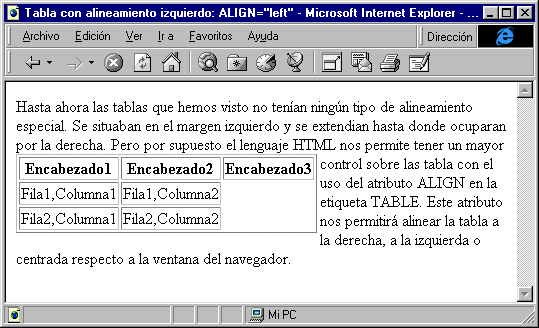 Tabla con alineamiento izquierdo: ALIGN="left" - Microsoft Internet Explorer - ...
Archivo Edición Ver Ir a Favoritos Ayuda Dirección
Hasta ahora las tablas que hemos visto no tenían ningún tipo de alineamiento
especial. Se situaban en el margen izquierdo y se extendian hasta donde ocuparan
por la derecha. Pero por supuesto el lenguaje HTML nos permite tener un mayor
Encabezado1 Encabezado2 Encabezado3
Fila1,Columna1 Fila1,Columna2
Fila2,Columna1 Fila2,Columna2
control sobre las tabla con el
uso del atributo ALIGN en la
etiqueta TABLE. Este atributo
nos permitirá alinear la tabla a
la derecha, a la izquierda o
centrada respecto a la ventana del navegador.
Mi PC